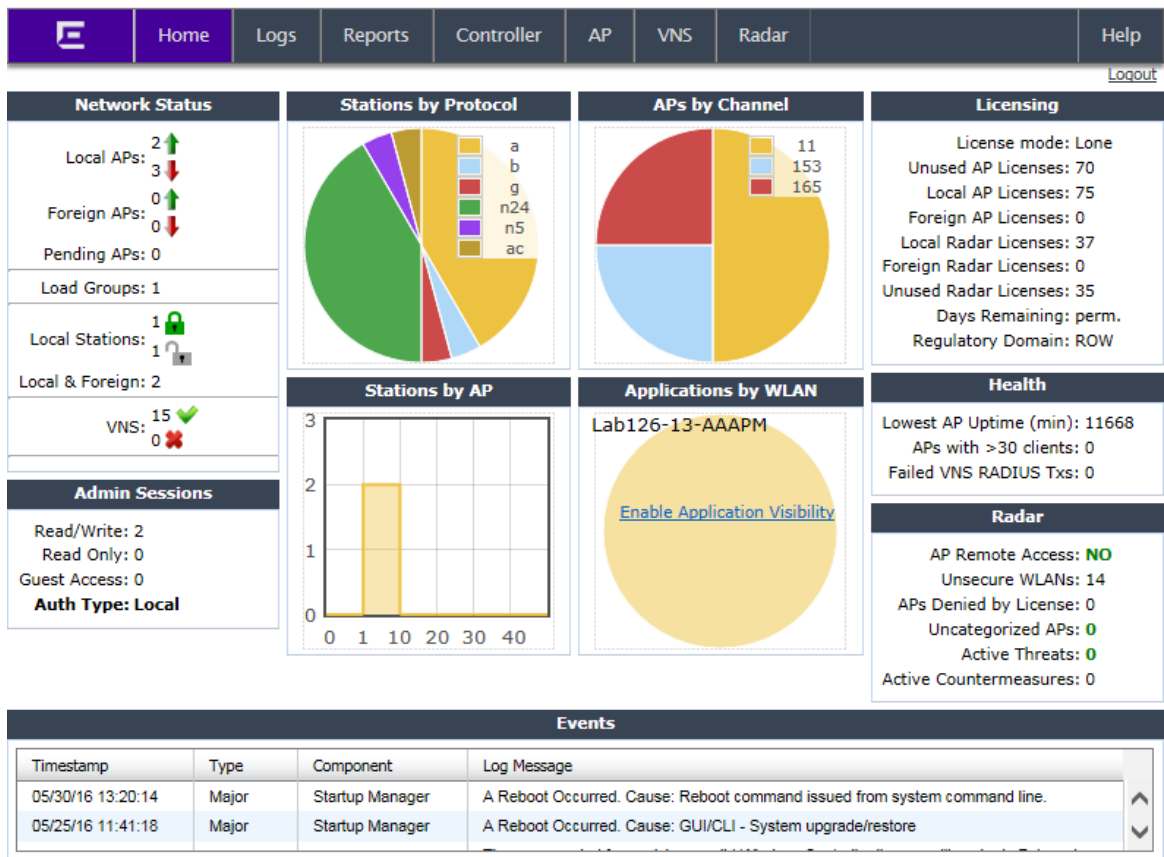 Home Logs Reports Controller AP VNS Radar Help
Logout
Network Status
Local APs: 2
3
Foreign APs: 0
0
Pending APs: 0
Load Groups: 1
Local Stations: 1
1
Local & Foreign: 2
VNS: 15
0
Admin Sessions
Read/Write: 2
Read Only: 0
Guest Access: 0
Auth Type: Local
Stations by Protocol
a
b
g
n24
n5
ac
Stations by AP
3
2
1
0
0 1 10 20 30 40
APs by Channel
11
153
165
Applications by WLAN
Lab126-13-AAAPM
Enable Application Visibility
Licensing
License mode: Lone
Unused AP Licenses: 70
Local AP Licenses: 75
Foreign AP Licenses: 0
Local Radar Licenses: 37
Foreign Radar Licenses: 0
Unused Radar Licenses: 35
Days Remaining: perm.
Regulatory Domain: ROW
Health
Lowest AP Uptime (min): 11668
APs with >30 clients: 0
Failed VNS RADIUS Txs: 0
Radar
AP Remote Access: NO
Unsecure WLANs: 14
APs Denied by License: 0
Uncategorized APs: 0
Active Threats: 0
Active Countermeasures: 0
Events
Timestamp Type Component Log Message
05/30/16 13:20:14 Major Startup Manager A Reboot Occurred. Cause: Reboot command issued from system command line.
05/25/16 11:41:18 Major Startup Manager A Reboot Occurred. Cause: GUI/CLI - System upgrade/restore